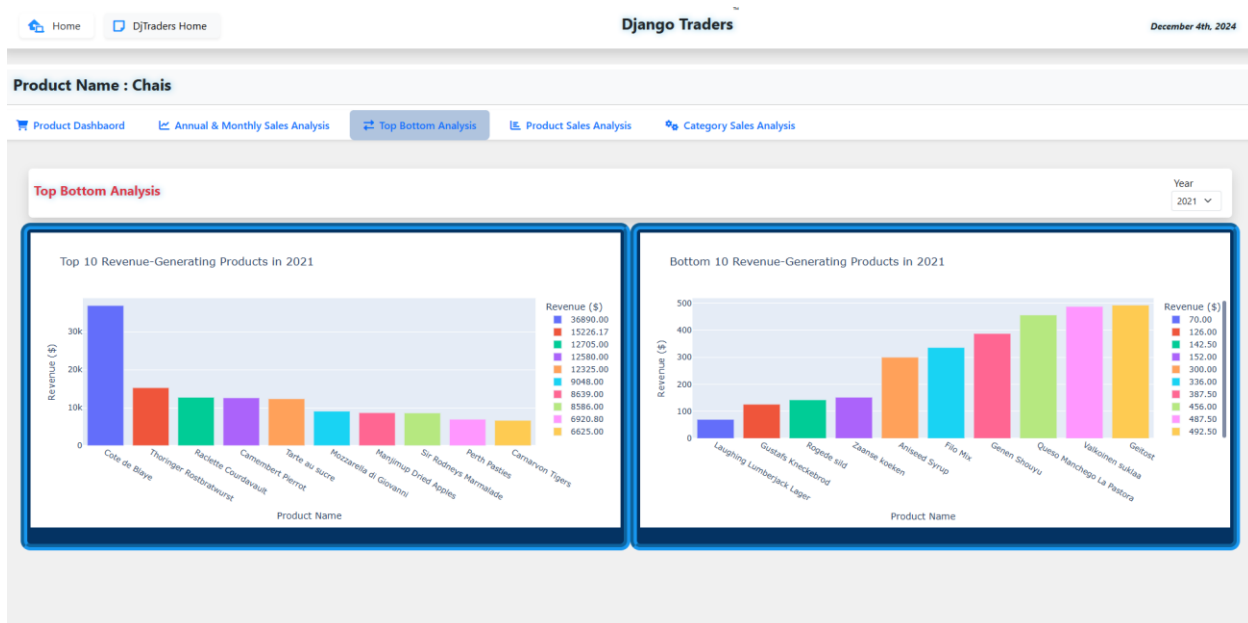 Home DjTraders Home Django Traders December 4th, 2024
Product Name : Chais
Product Dashbaord Annual & Monthly Sales Analysis Top Bottom Analysis Product Sales Analysis Category Sales Analysis
Top Bottom Analysis
Year
2021
Top 10 Revenue-Generating Products in 2021
Revenue ($)
30k
20k
10k
0
Cote de Blaye
Thoringer Rostbratwurst
Raclette Courdavault
Camembert Pierrot
Tarte au sucre
Mozzarella di Giovanni
Manjimup Dried Apples
Sir Rodneys Marmalade
Perth Pasties
Carnarvon Tigers
Product Name
Revenue ($)
36890.00
15226.17
12705.00
12580.00
12325.00
9048.00
8639.00
8586.00
6920.80
6625.00
Bottom 10 Revenue-Generating Products in 2021
Revenue ($)
500
400
300
200
100
0
Laughing Lumberjack Lager
Gustafs Kneckebrod
Rogede sild
Zaanse koeken
Aniseed Syrup
Filo Mix
Genen Shouyu
Queso Manchego La Pastora
Valkoinen suklaa
Geitost
Product Name
Revenue ($)
70.00
126.00
142.50
152.00
300.00
336.00
387.50
456.00
487.50
492.50